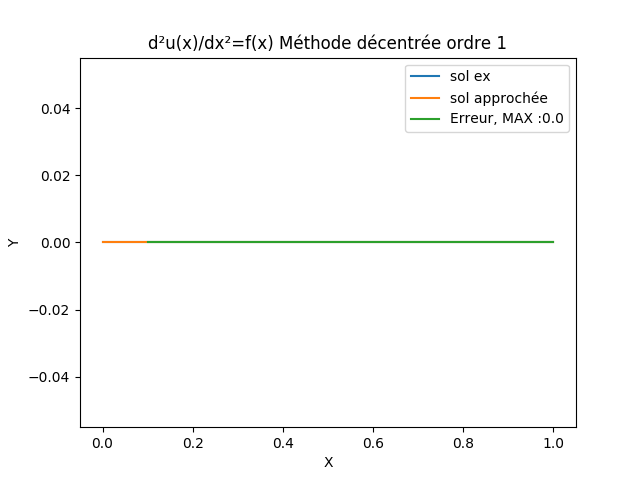 d²u(x)/dx²=f(x) Méthode décentrée ordre 1
sol ex
sol approchée
Erreur, MAX :0.0
0.04
0.02
0.00
−0.02
−0.04
Y
0.0 0.2 0.4 0.6 0.8 1.0
X